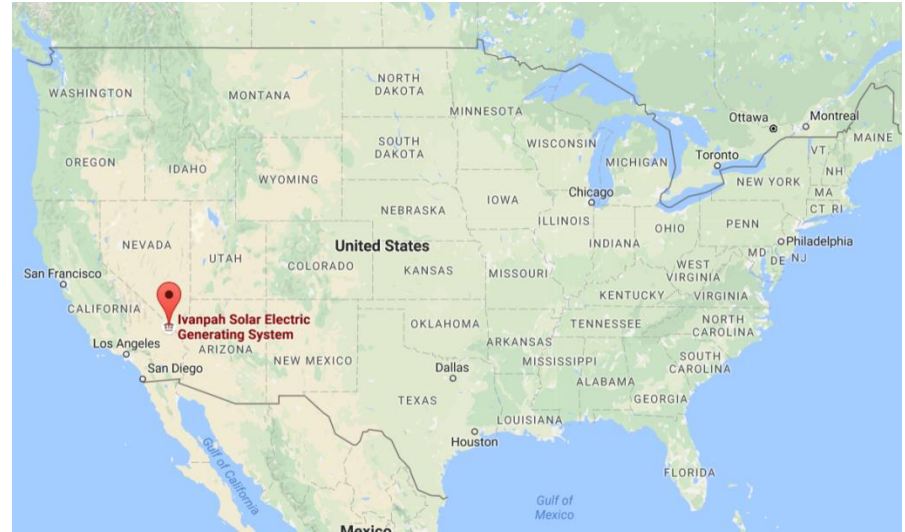 NORTH
DAKOTA
WASHINGTON
MONTANA
MINNESOTA
Ottawa
Montreal
MAINE
SOUTH
DAKOTA
WISCONSIN
VT
OREGON
IDAHO
MICHIGAN
Toronto
NH
WYOMING
NEW YORK
MA
Chicago
IOWA
CT RI
NEBRASKA
ILLINOIS
OHIO
PENN
INDIANA
Philadelphia
NEVADA
United States
MD
DE
NJ
UTAH
COLORADO
KANSAS
MISSOURI
WEST
VIRGINIA
San Francisco
KENTUCKY
VIRGINIA
CALIFORNIA
Ivanpah Solar Electric
Generating System
OKLAHOMA
TENNESSEE
NORTH
CAROLINA
Los Angeles
ARIZONA
NEW MEXICO
ARKANSAS
MISSISSIPPI
SOUTH
CAROLINA
San Diego
Dallas
ALABAMA
TEXAS
GEORGIA
LOUISIANA
Houston
Gulf of California
FLORIDA
Gulf of
Mexico
Mexico